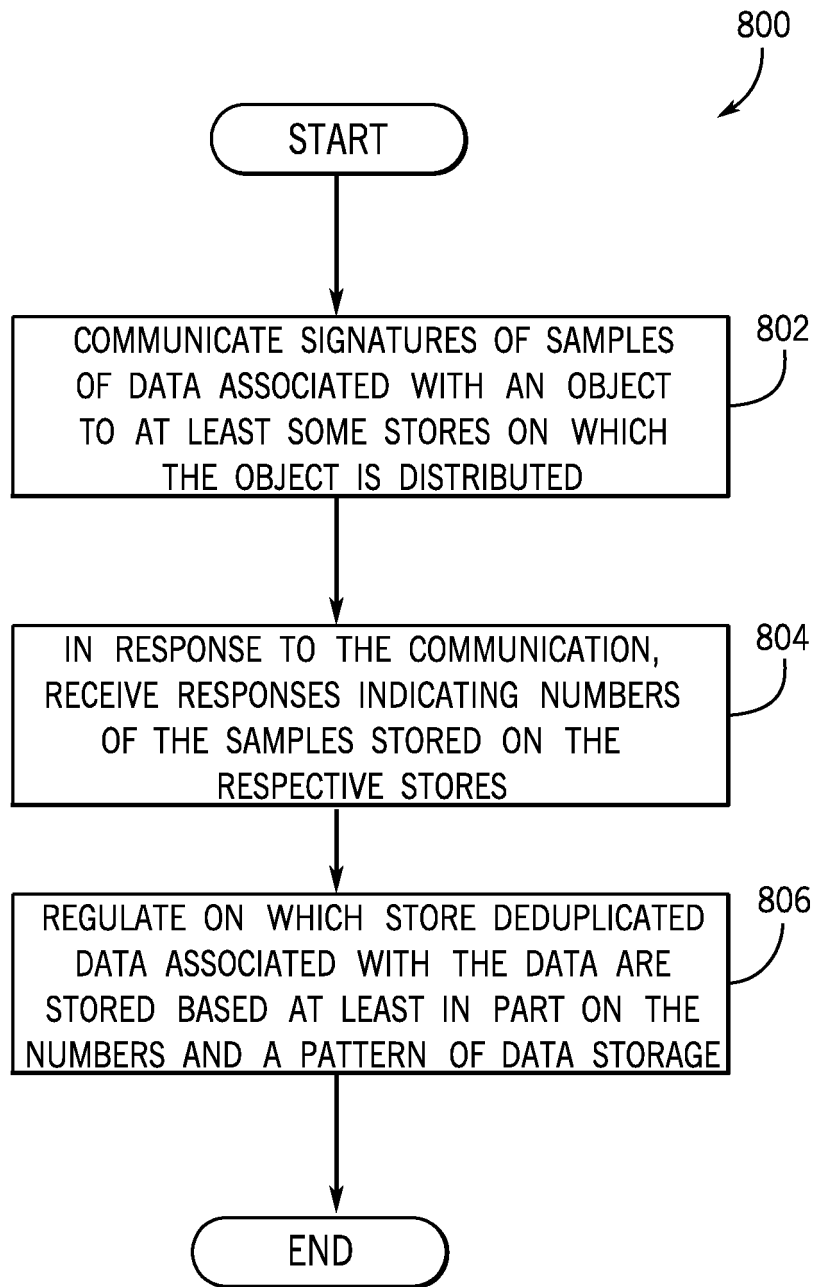 800
START
COMMUNICATE SIGNATURES OF SAMPLES
OF DATA ASSOCIATED WITH AN OBJECT
TO AT LEAST SOME STORES ON WHICH
THE OBJECT IS DISTRIBUTED
802
IN RESPONSE TO THE COMMUNICATION,
RECEIVE RESPONSES INDICATING NUMBERS
OF THE SAMPLES STORED ON THE
RESPECTIVE STORES
804
REGULATE ON WHICH STORE DEDUPLICATED
DATA ASSOCIATED WITH THE DATA ARE
STORED BASED AT LEAST IN PART ON THE
NUMBERS AND A PATTERN OF DATA STORAGE
806
END